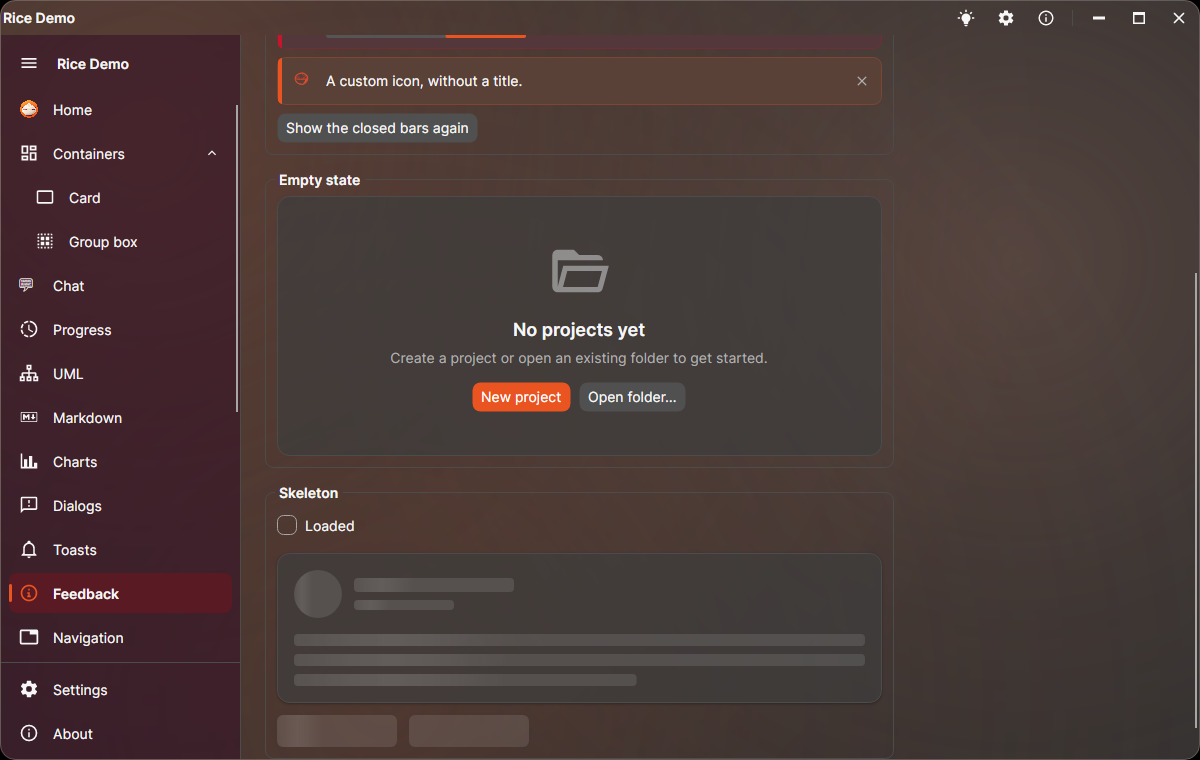 Rice Demo
Rice Demo
Home
Containers
Card
Group box
Chat
Progress
UML
Markdown
Charts
Dialogs
Toasts
Feedback
Navigation
Settings
About
A custom icon, without a title.
Show the closed bars again
Empty state
No projects yet
Create a project or open an existing folder to get started.
New project
Open folder...
Skeleton
Loaded